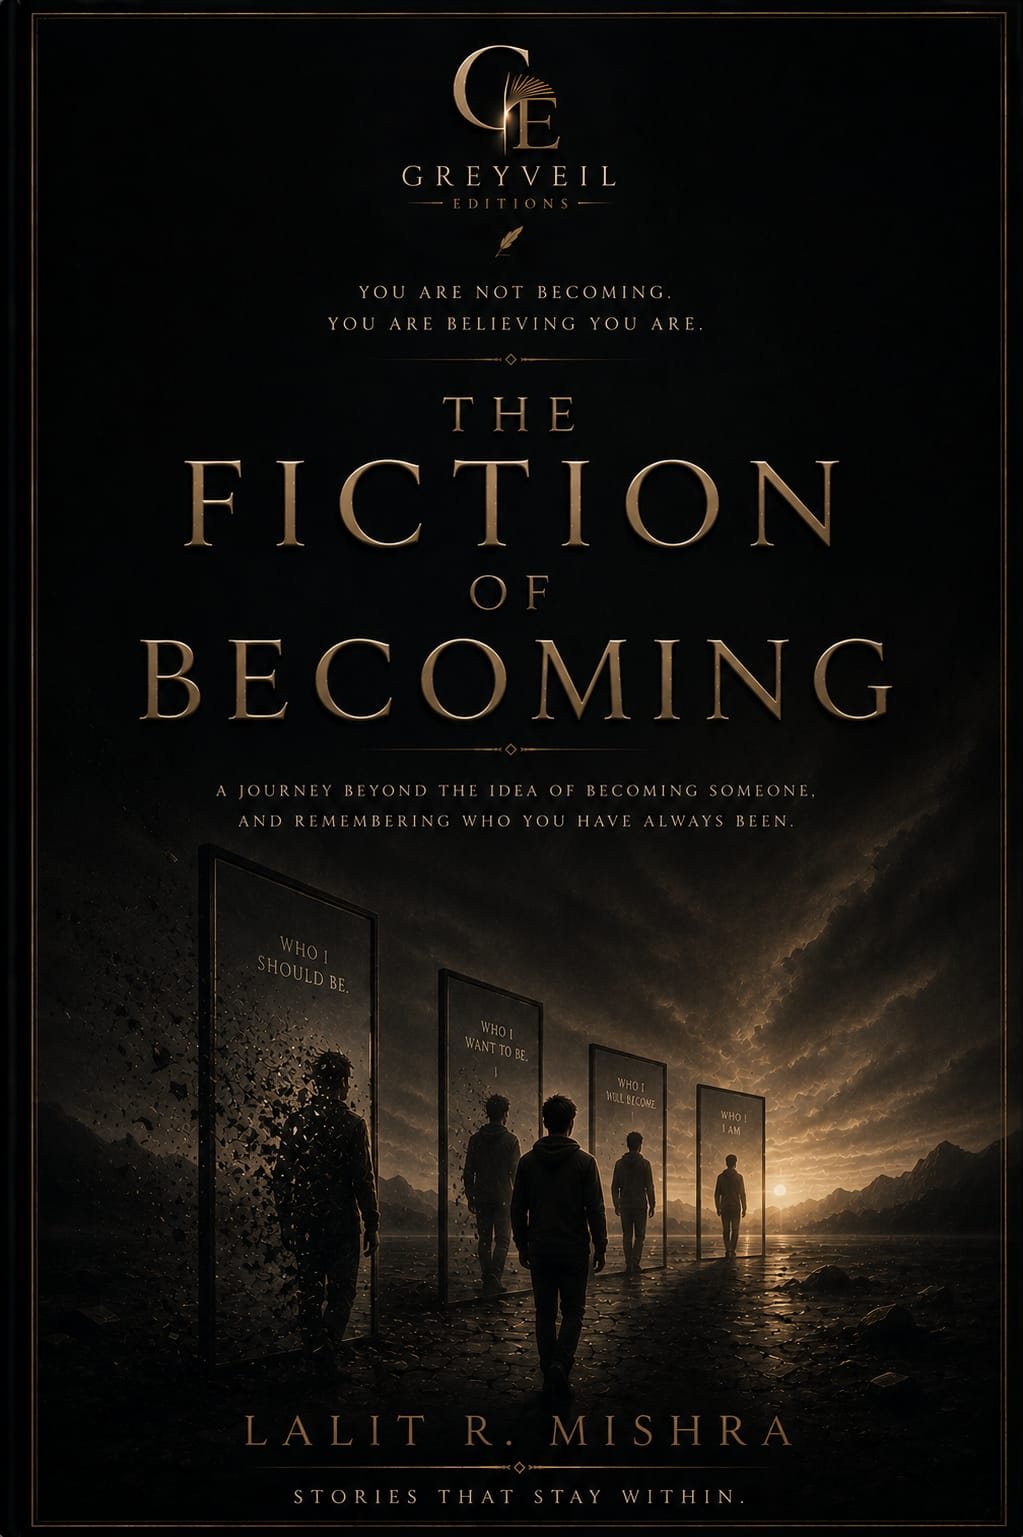 GE
GREYVEIL
EDITIONS
YOU ARE NOT BECOMING.
YOU ARE BELIEVING YOU ARE.
THE
FICTION
OF
BECOMING
A JOURNEY BEYOND THE IDEA OF BECOMING SOMEONE,
AND REMEMBERING WHO YOU HAVE ALWAYS BEEN.
WHO I
SHOULD BE.
WHO I
WANT TO BE.
I
WHO I
WILL BECOME.
WHO I
I AM
LALIT R. MISHRA
STORIES THAT STAY WITHIN.